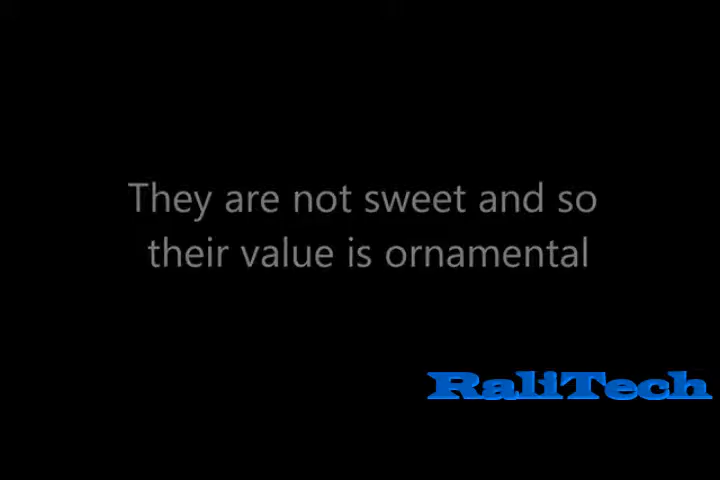 They are not sweet and so
their value is ornamental
RaliTech